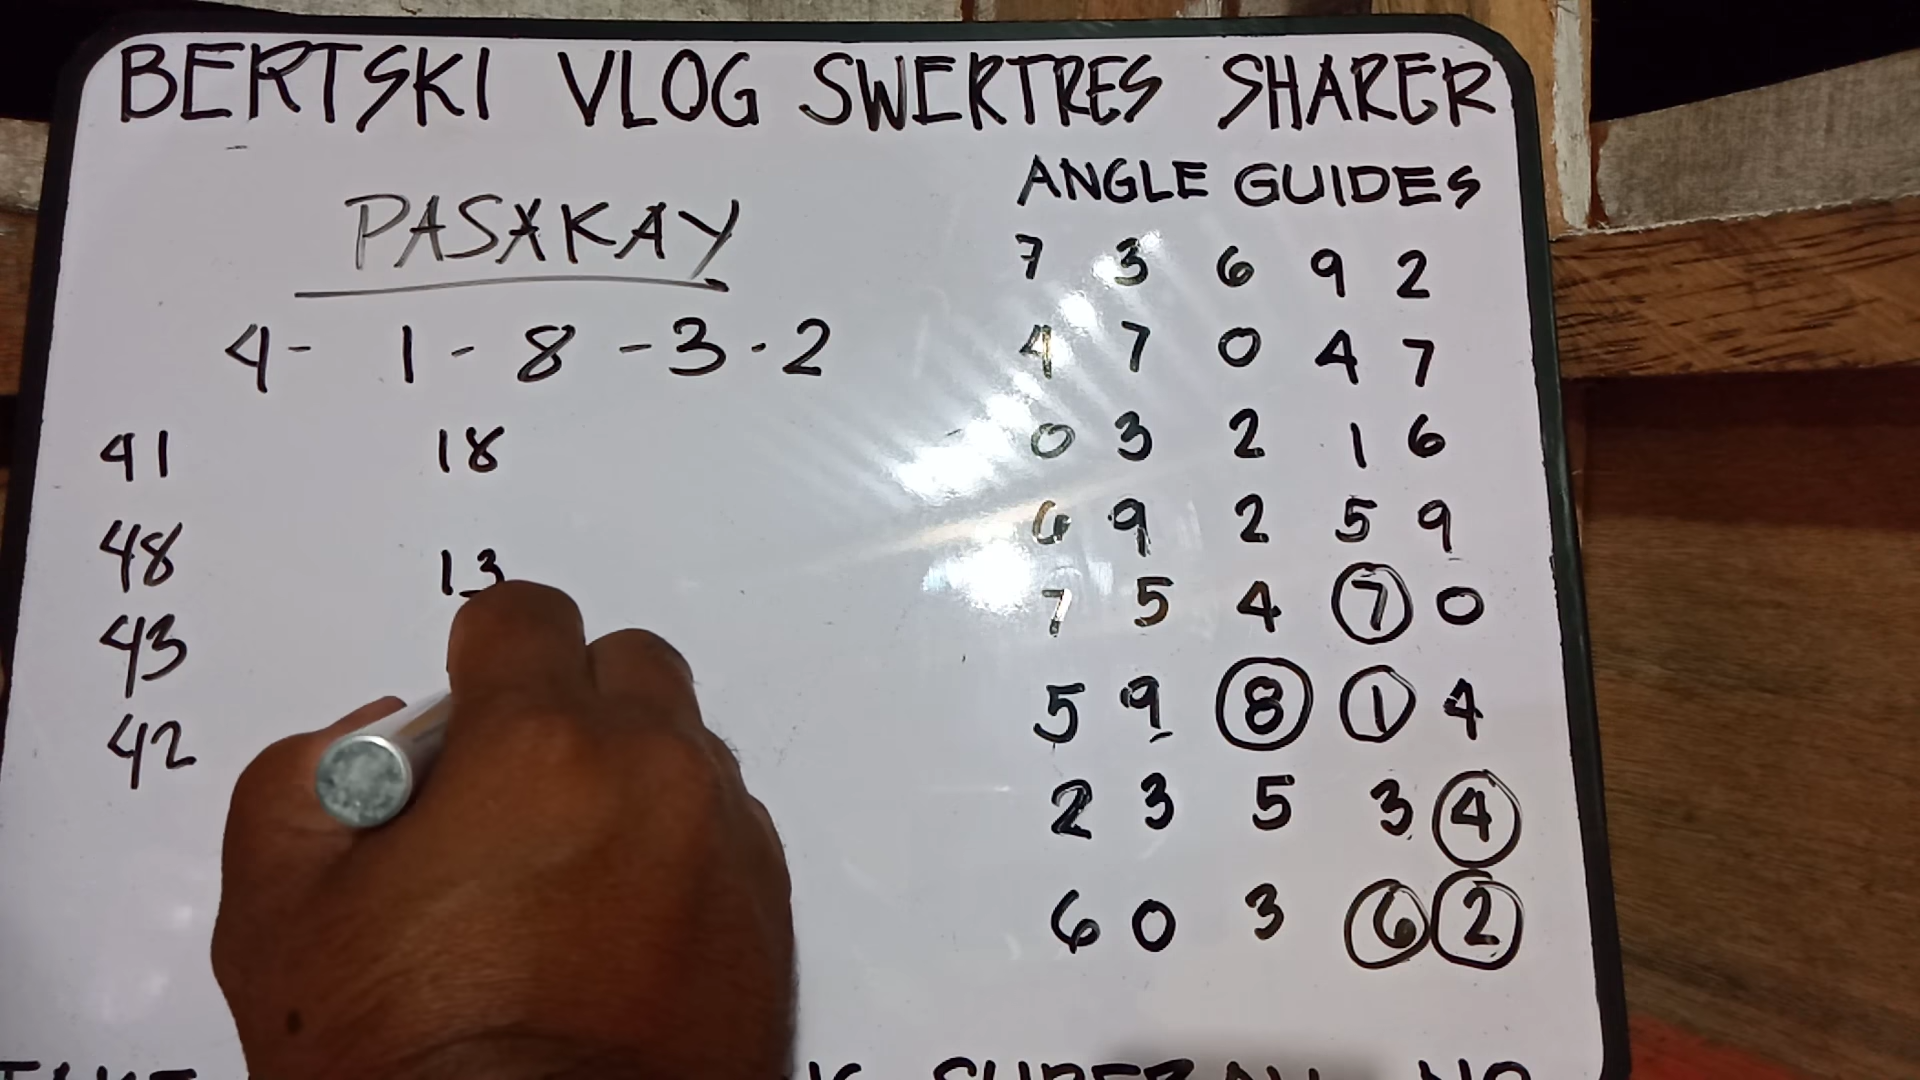 BERTSKI VLOG SWERTRES SHARER
PASAKAY
4 - 1 - 8 - 3 - 2
41 18
48 13
43
42
ANGLE GUIDES
7 3 6 9 2
4 7 0 4 7
0 3 2 1 6
6 9 2 5 9
7 5 4 7 0
5 9 8 1 4
2 3 5 3 4
6 0 3 6 2